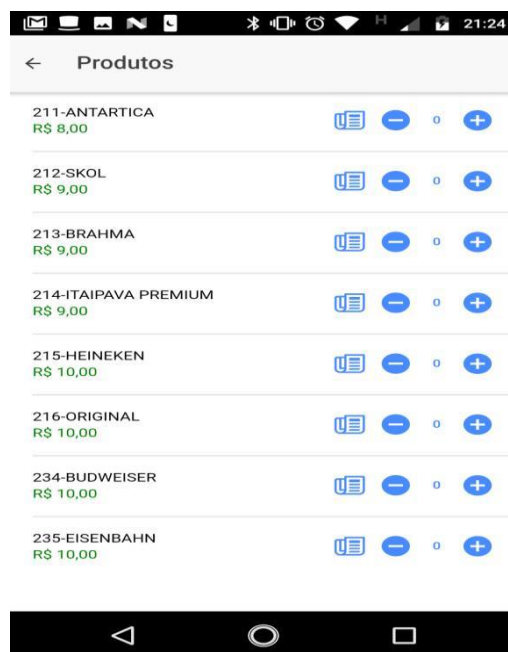 H
21:24
Produtos
211-ANTARTICA
R$ 8,00
0
212-SKOL
R$ 9,00
0
213-BRAHMA
R$ 9,00
0
214-ITAIPAVA PREMIUM
R$ 9,00
0
215-HEINEKEN
R$ 10,00
0
216-ORIGINAL
R$ 10,00
0
234-BUDWEISER
R$ 10,00
0
235-EISENBAHN
R$ 10,00
0